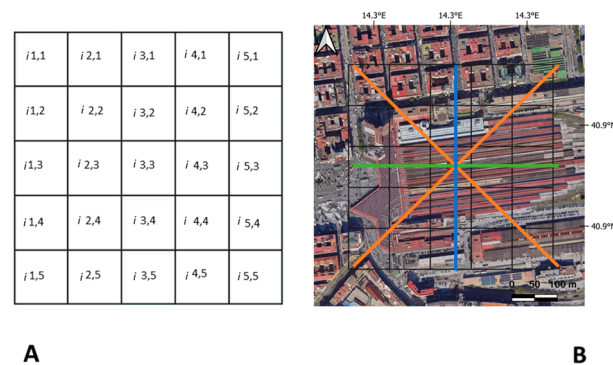 14.3°E 14.3°E 14.3°E
i 1,1 i 2,1 i 3,1 i 4,1 i 5,1
i 1,2 i 2,2 i 3,2 i 4,2 i 5,2
i 1,3 i 2,3 i 3,3 i 4,3 i 5,3
i 1,4 i 2,4 i 3,4 i 4,4 i 5,4
i 1,5 i 2,5 i 3,5 i 4,5 i 5,5
40.9°N
40.9°N
0 50 100 m
A B